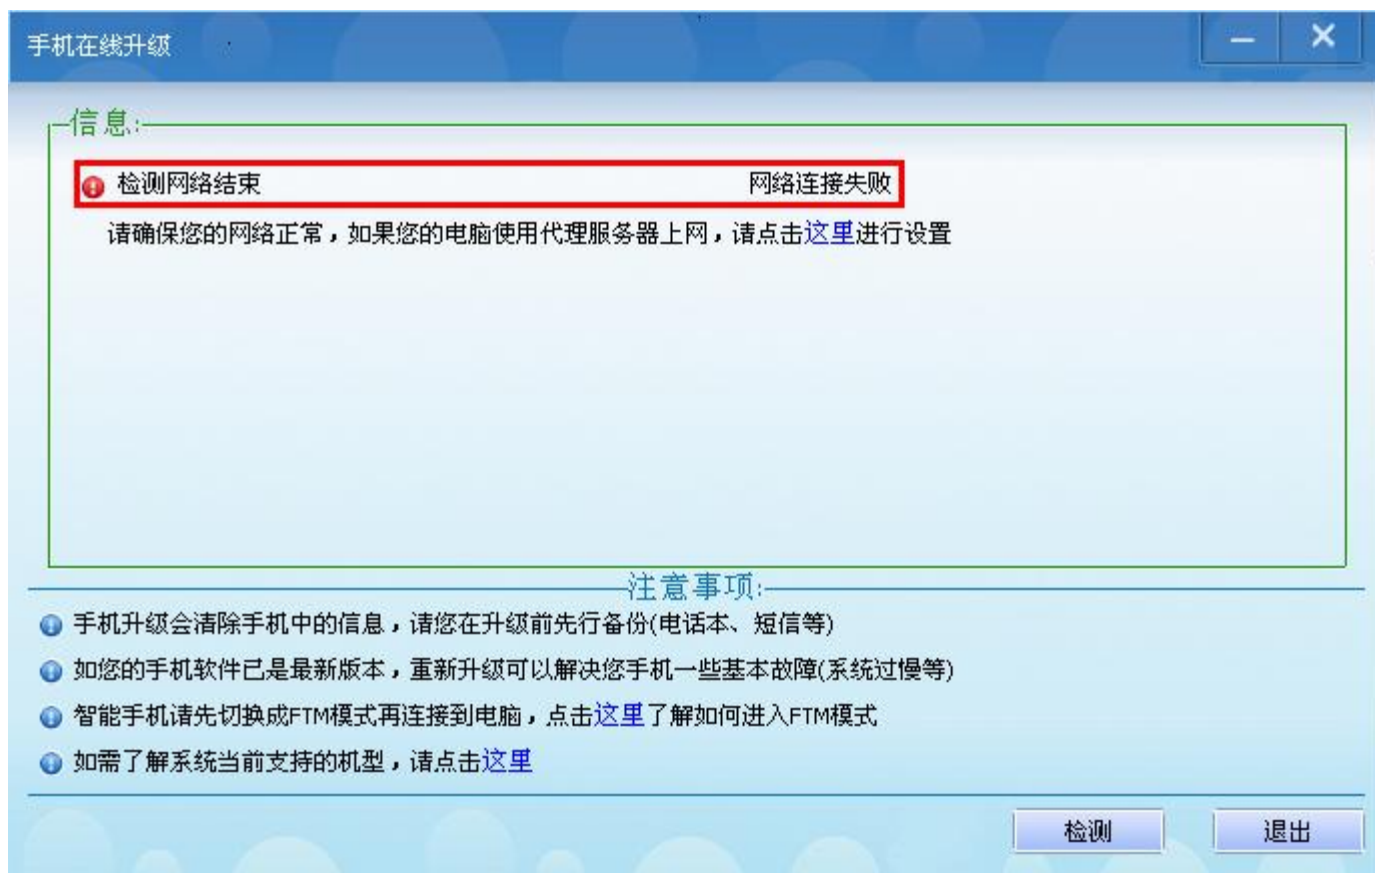 手机在线升级
信息:
检测网络结束 网络连接失败
请确保您的网络正常，如果您的电脑使用代理服务器上网，请点击这里进行设置
注意事项:
手机升级会清除手机中的信息，请您在升级前先行备份(电话本、短信等)
如您的手机软件已是最新版本，重新升级可以解决您手机一些基本故障(系统过慢等)
智能手机请先切换成FTM模式再连接到电脑，点击这里了解如何进入FTM模式
如需了解系统当前支持的机型，请点击这里
检测 退出